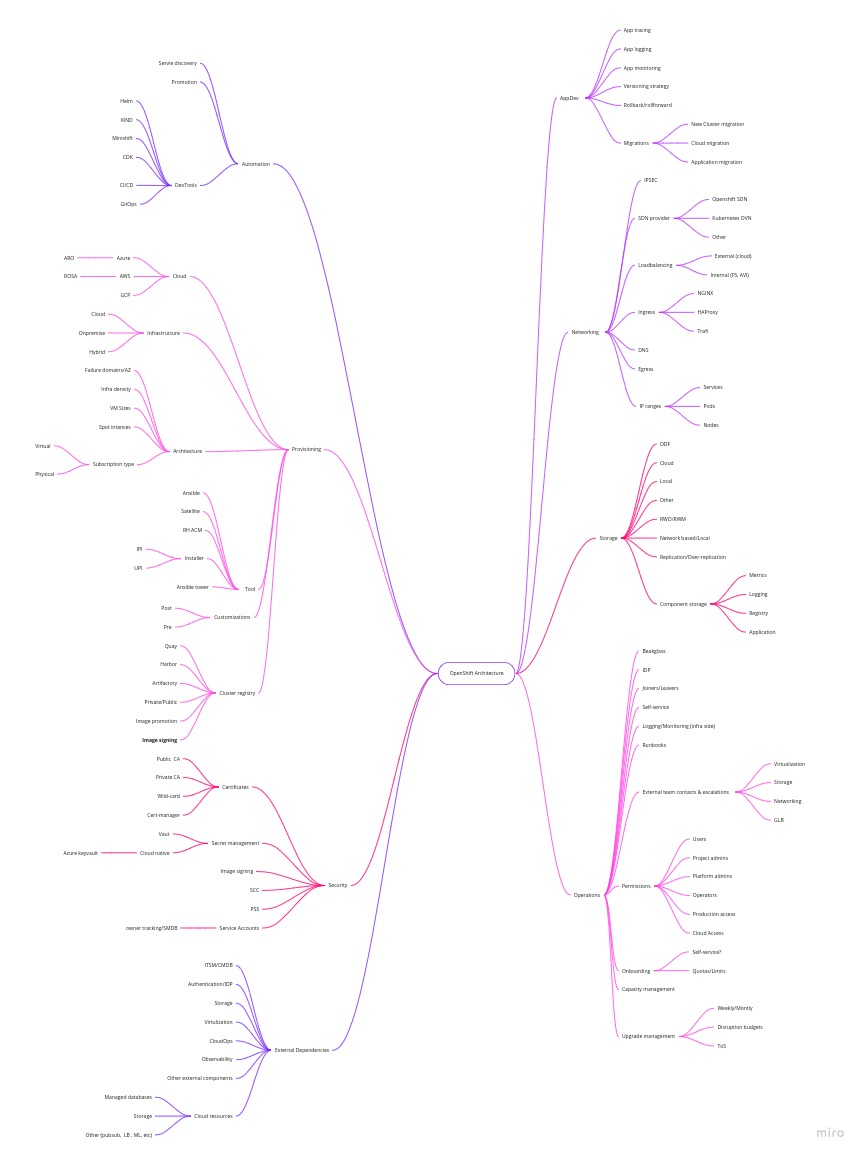 Servie discovery
Promotion
Helm
KIND
Minishift
CDK
CI/CD
GitOps
DevTools
Automation
ARO
Azure
ROSA
AWS
GCP
Cloud
Cloud
Onpremise
Hybrid
Infrastructure
Failure domains/AZ
Infra density
VM Sizes
Spot intances
Virtual
Physical
Subscription type
Architecture
Provisioning
Ansible
Satellite
RH ACM
IPI
UPI
Installer
Ansible tower
Tool
Post
Pre
Customizations
Quay
Harbor
Artifactory
Private/Public
Image promotion
Image signing
Cluster registry
OpenShift Architecture
Public CA
Private CA
Wild-card
Cert-manager
Certificates
Vaut
Azure keyvault
Cloud native
Secret management
Image signing
SCC
PSS
owner tracking/SMDB
Service Accounts
Security
ITSM/CMDB
Authentication/IDP
Storage
Virtulization
CloudOps
Observability
Other external components
Managed databases
Storage
Other (pubsub, LB , ML, etc)
Cloud resources
External Dependencies
App tracing
App logging
App monitoring
Versioning strategy
Rollback/rollforward
AppDev
Migrations
New Cluster migration
Cloud migration
Application migration
IPSEC
SDN provider
Openshift SDN
Kubernetes OVN
Other
Loadbalancing
External (cloud)
Internal (F5, AVI)
Networking
Ingress
NGINX
HAProxy
Trafi
DNS
Egress
IP ranges
Services
Pods
Nodes
ODF
Cloud
Local
Other
RWO/RWM
Storage
Network based/Local
Replication/Over-replication
Component storage
Metrics
Logging
Registry
Application
Beakglass
IDP
Joiners/Leavers
Self-service
Logging/Monitoring (infra side)
Runbooks
External team contacts & escalations
Virtualization
Storage
Networking
GLB
Operations
Permissions
Users
Project admins
Platform admins
Operators
Production access
Cloud Access
Onboarding
Self-service?
Quotas/Limits
Capacity management
Upgrade management
Weekly/Montly
Disruption budgets
ToS
miro